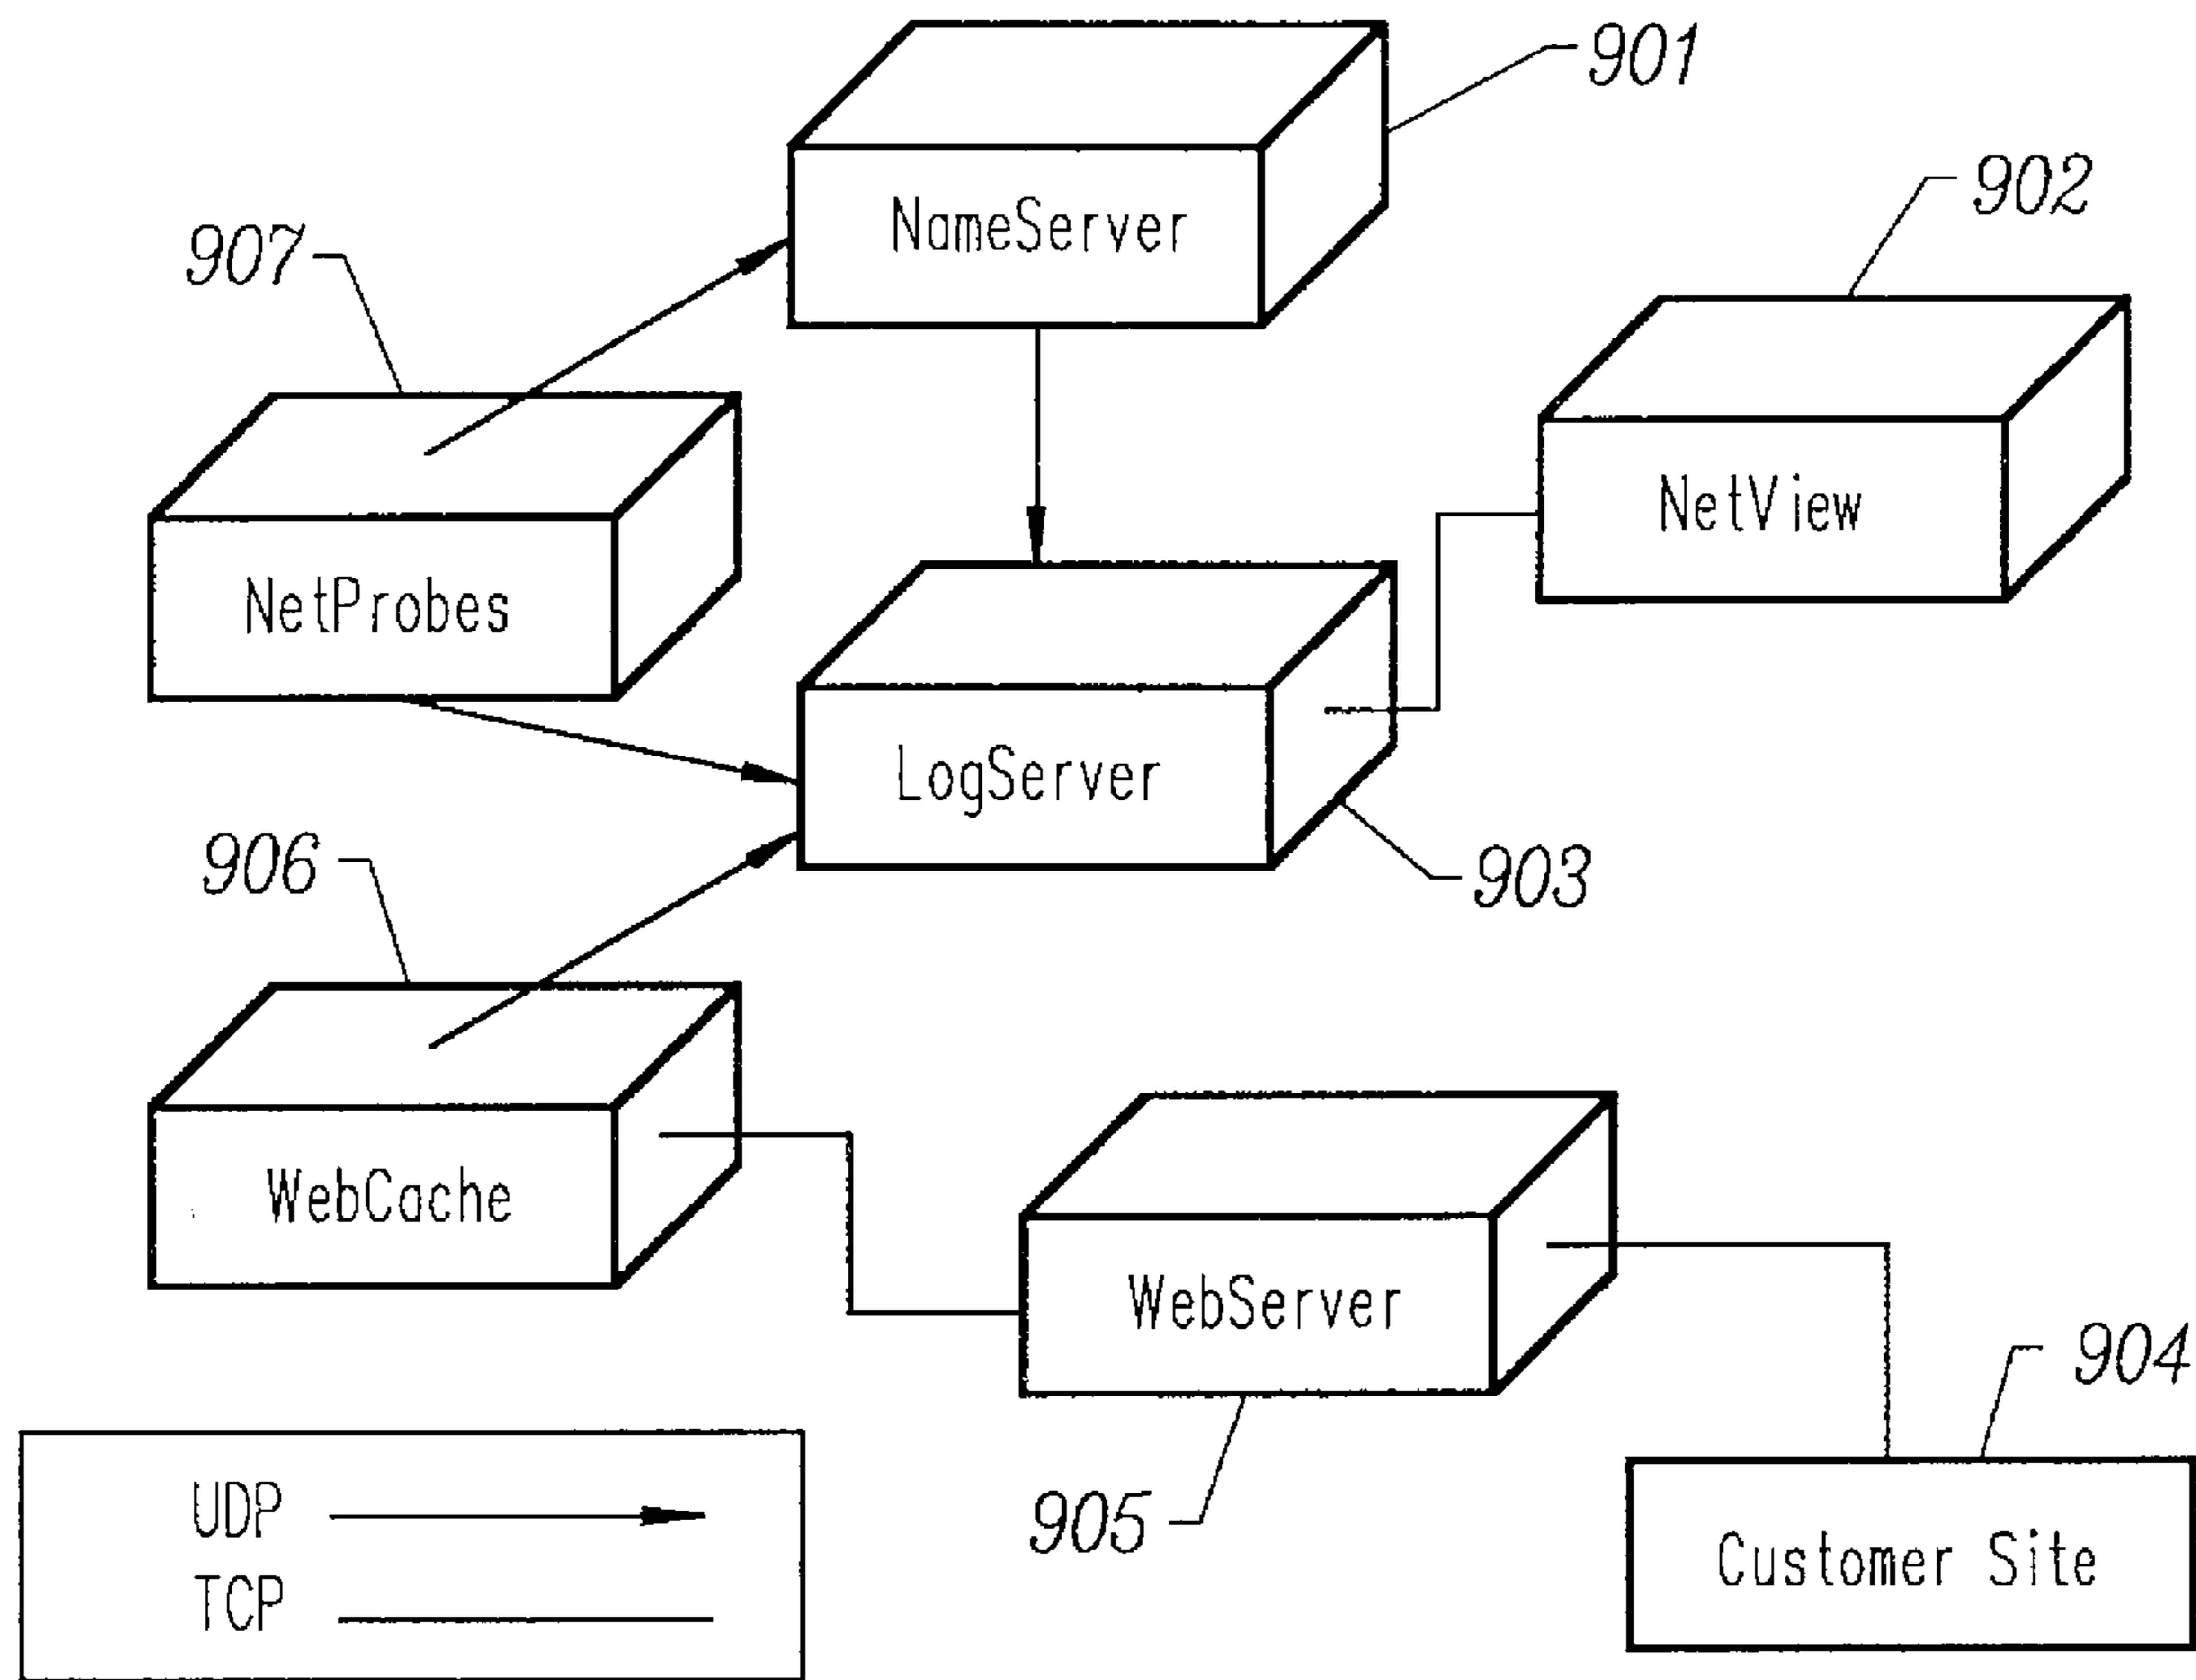 901
NameServer
902
907
NetView
NetProbes
LogServer
903
906
WebCache
WebServer
904
905
UDP
TCP
Customer Site